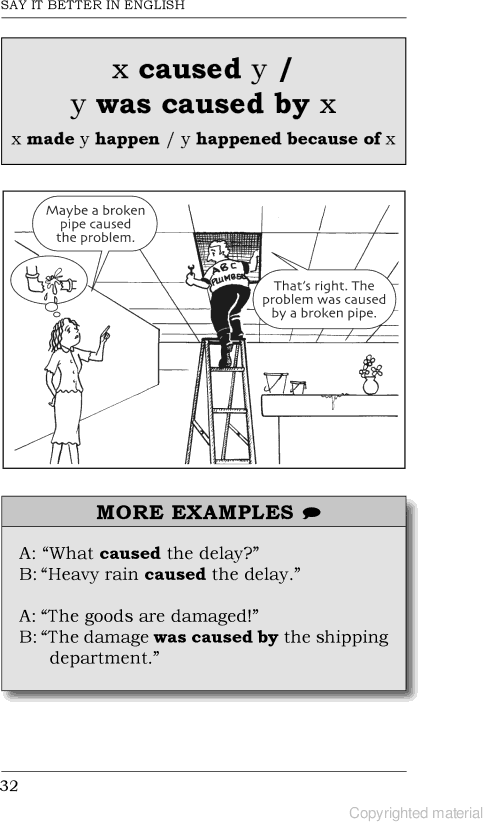 SAY IT BETTER IN ENGLISH
x caused y /
y was caused by x
x made y happen / y happened because of x
Maybe a broken
pipe caused
the problem.
ABC
PLUMBER
That's right. The
problem was caused
by a broken pipe.
MORE EXAMPLES
A: “What caused the delay?”
B: “Heavy rain caused the delay.”
A: “The goods are damaged!”
B: “The damage was caused by the shipping
department.”
32
Copyrighted material